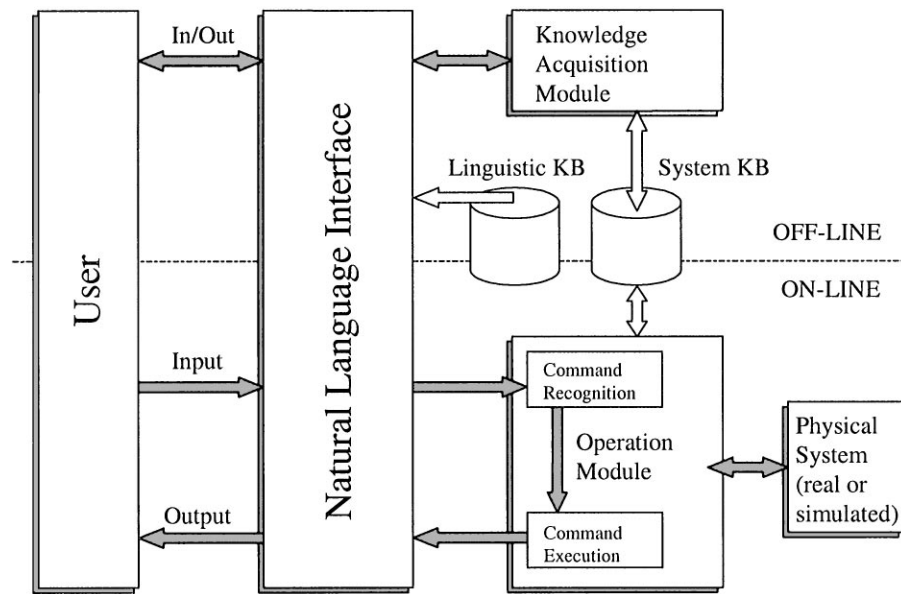 In/Out
Knowledge
Acquisition
Module
Linguistic KB
System KB
OFF-LINE
ON-LINE
User
Natural Language Interface
Input
Command
Recognition
Operation
Module
Physical
System
(real or
simulated)
Output
Command
Execution